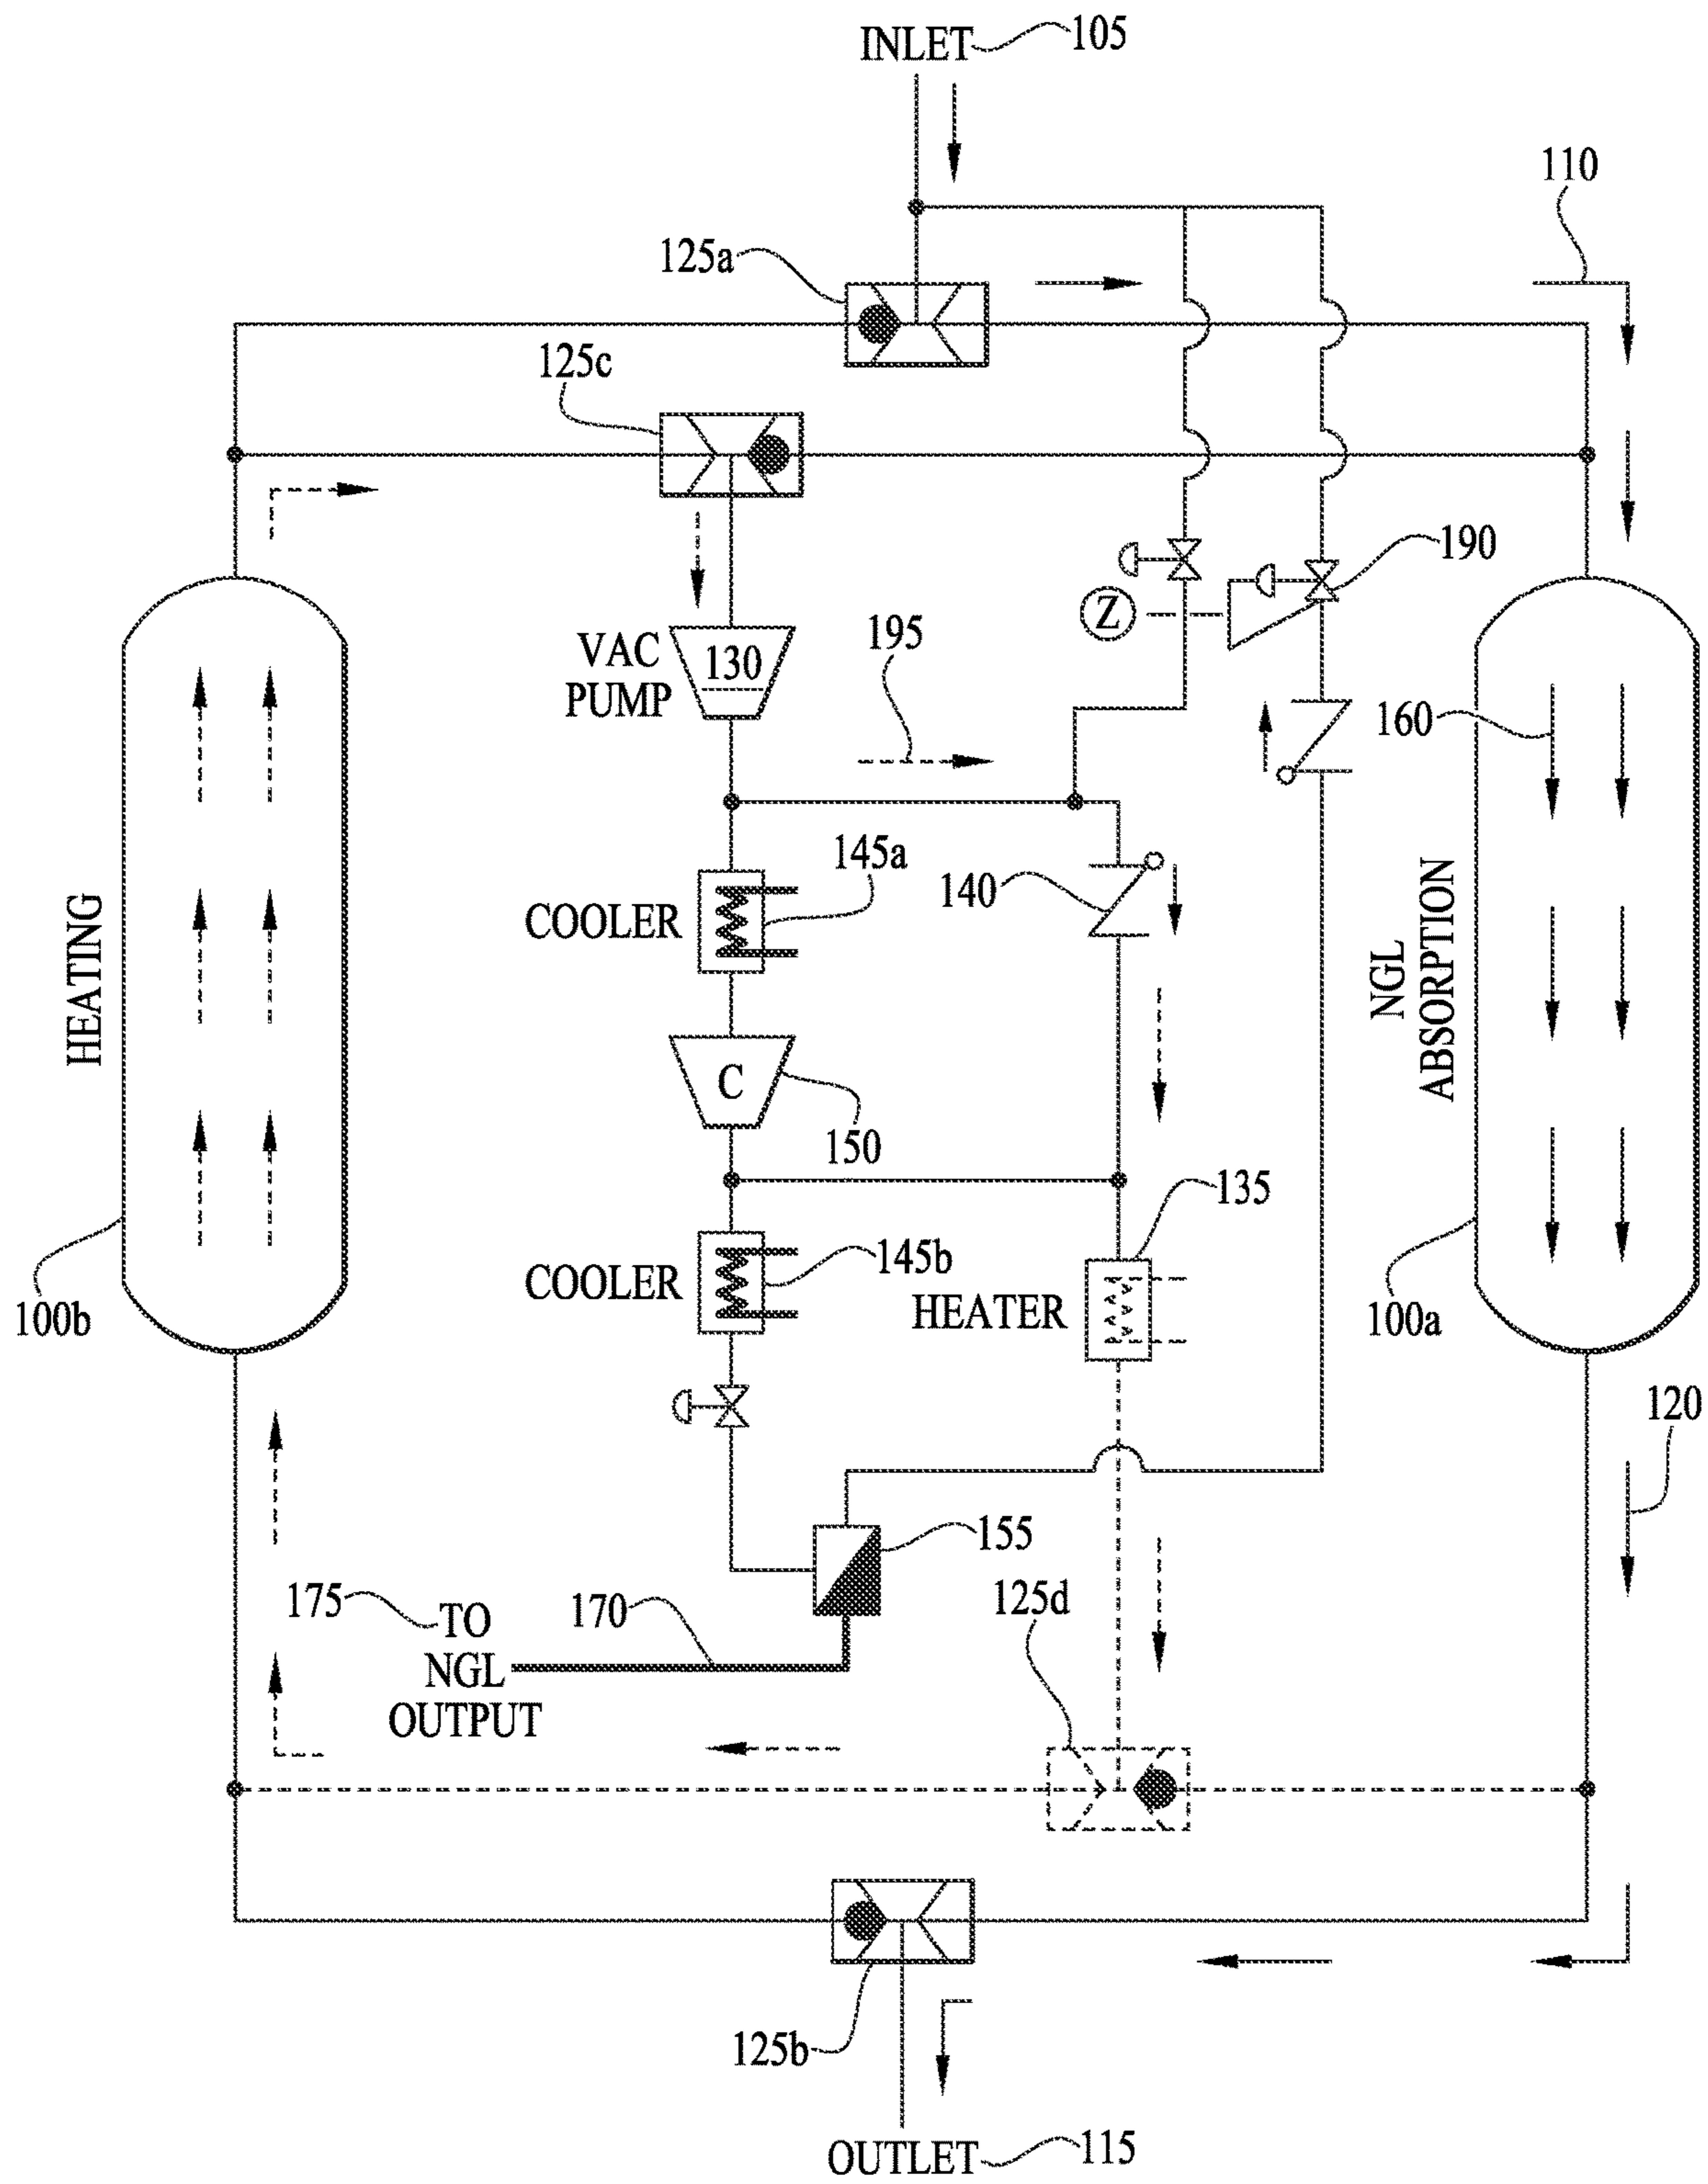 INLET 105
110
125a
125c
190
VAC
PUMP
130
195
Z
160
145a
COOLER
140
HEATING
NGL
ABSORPTION
C
150
135
145b
COOLER
HEATER
100b
100a
120
155
175
TO
NGL
OUTPUT
170
125d
125b
OUTLET 115